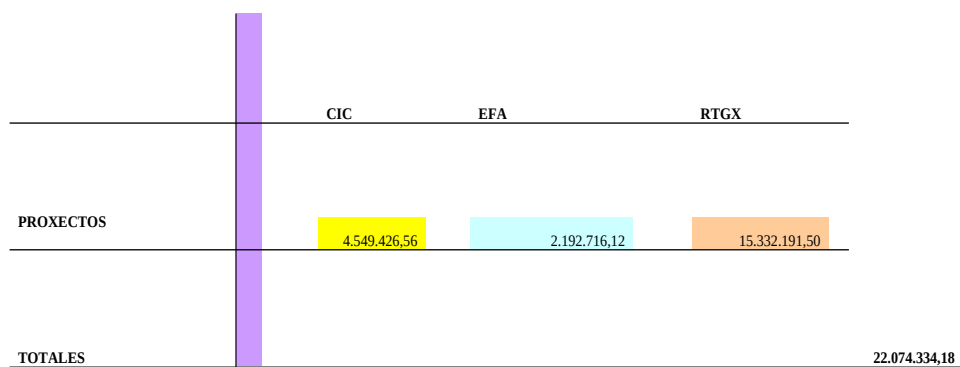 CIC EFA RTGX
PROXECTOS
4.549.426,56 2.192.716,12 15.332.191,50
TOTALES 22.074.334,18